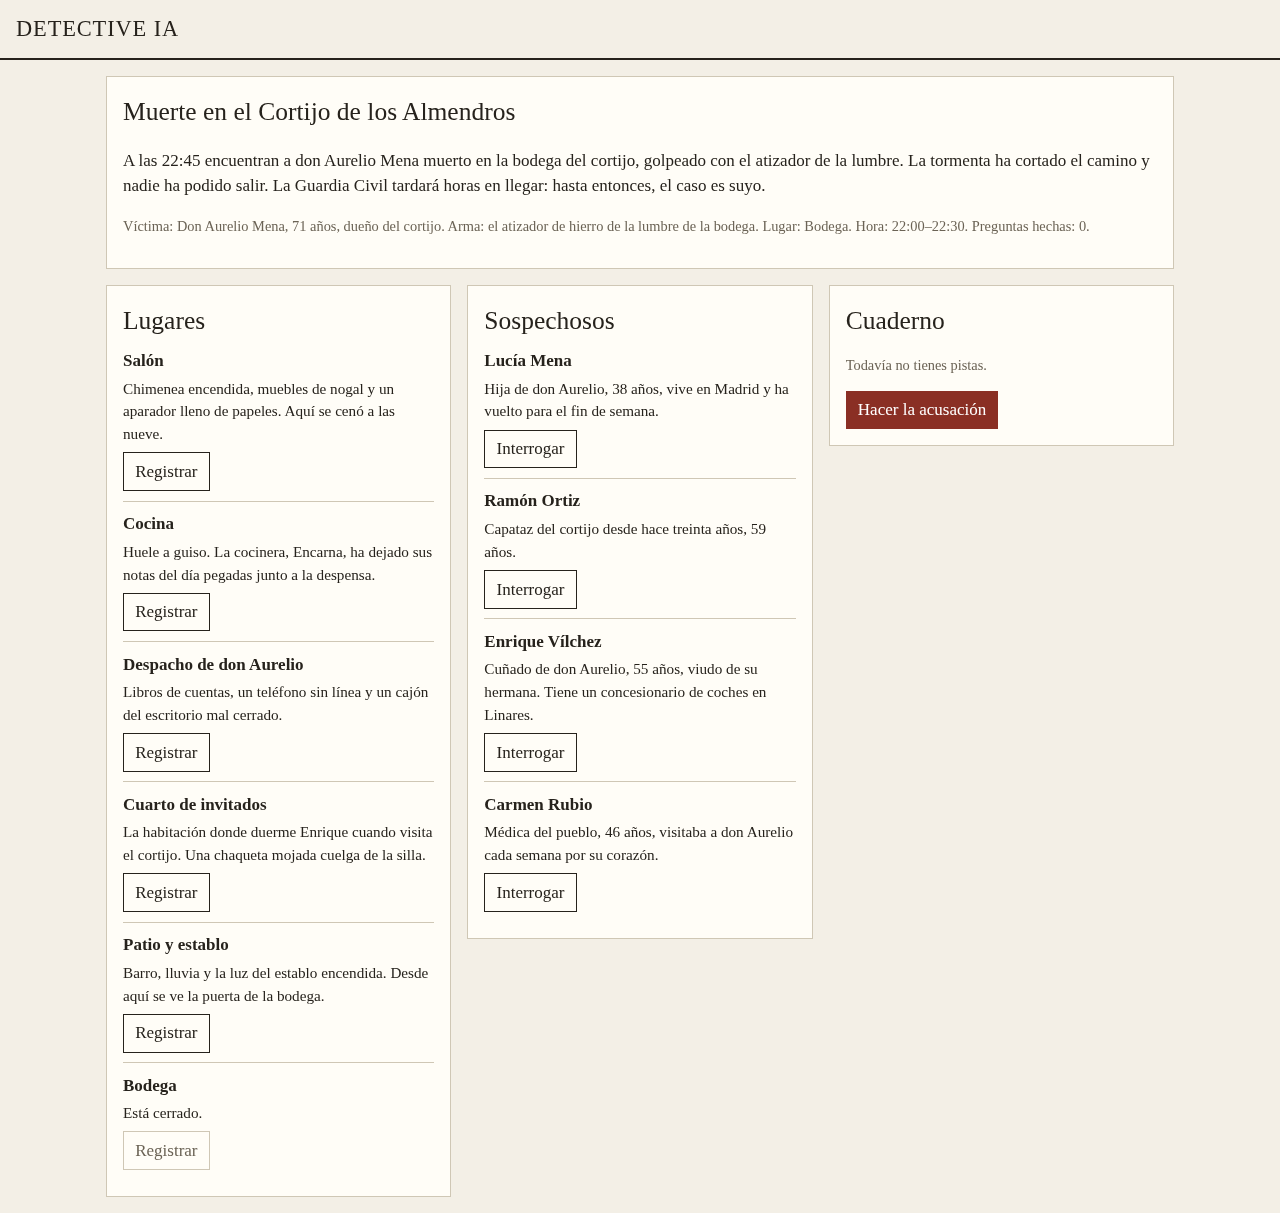 DETECTIVE IA
Muerte en el Cortijo de los Almendros
A las 22:45 encuentran a don Aurelio Mena muerto en la bodega del cortijo, golpeado con el atizador de la lumbre. La tormenta ha cortado el camino y
nadie ha podido salir. La Guardia Civil tardará horas en llegar: hasta entonces, el caso es suyo.
Víctima: Don Aurelio Mena, 71 años, dueño del cortijo. Arma: el atizador de hierro de la lumbre de la bodega. Lugar: Bodega. Hora: 22:00–22:30. Preguntas hechas: 0.
Lugares
Salón
Chimenea encendida, muebles de nogal y un
aparador lleno de papeles. Aquí se cenó a las
nueve.
Registrar
Cocina
Huele a guiso. La cocinera, Encarna, ha dejado sus
notas del día pegadas junto a la despensa.
Registrar
Despacho de don Aurelio
Libros de cuentas, un teléfono sin línea y un cajón
del escritorio mal cerrado.
Registrar
Cuarto de invitados
La habitación donde duerme Enrique cuando visita
el cortijo. Una chaqueta mojada cuelga de la silla.
Registrar
Patio y establo
Barro, lluvia y la luz del establo encendida. Desde
aquí se ve la puerta de la bodega.
Registrar
Bodega
Está cerrado.
Registrar
Sospechosos
Lucía Mena
Hija de don Aurelio, 38 años, vive en Madrid y ha
vuelto para el fin de semana.
Interrogar
Ramón Ortiz
Capataz del cortijo desde hace treinta años, 59
años.
Interrogar
Enrique Vílchez
Cuñado de don Aurelio, 55 años, viudo de su
hermana. Tiene un concesionario de coches en
Linares.
Interrogar
Carmen Rubio
Médica del pueblo, 46 años, visitaba a don Aurelio
cada semana por su corazón.
Interrogar
Cuaderno
Todavía no tienes pistas.
Hacer la acusación